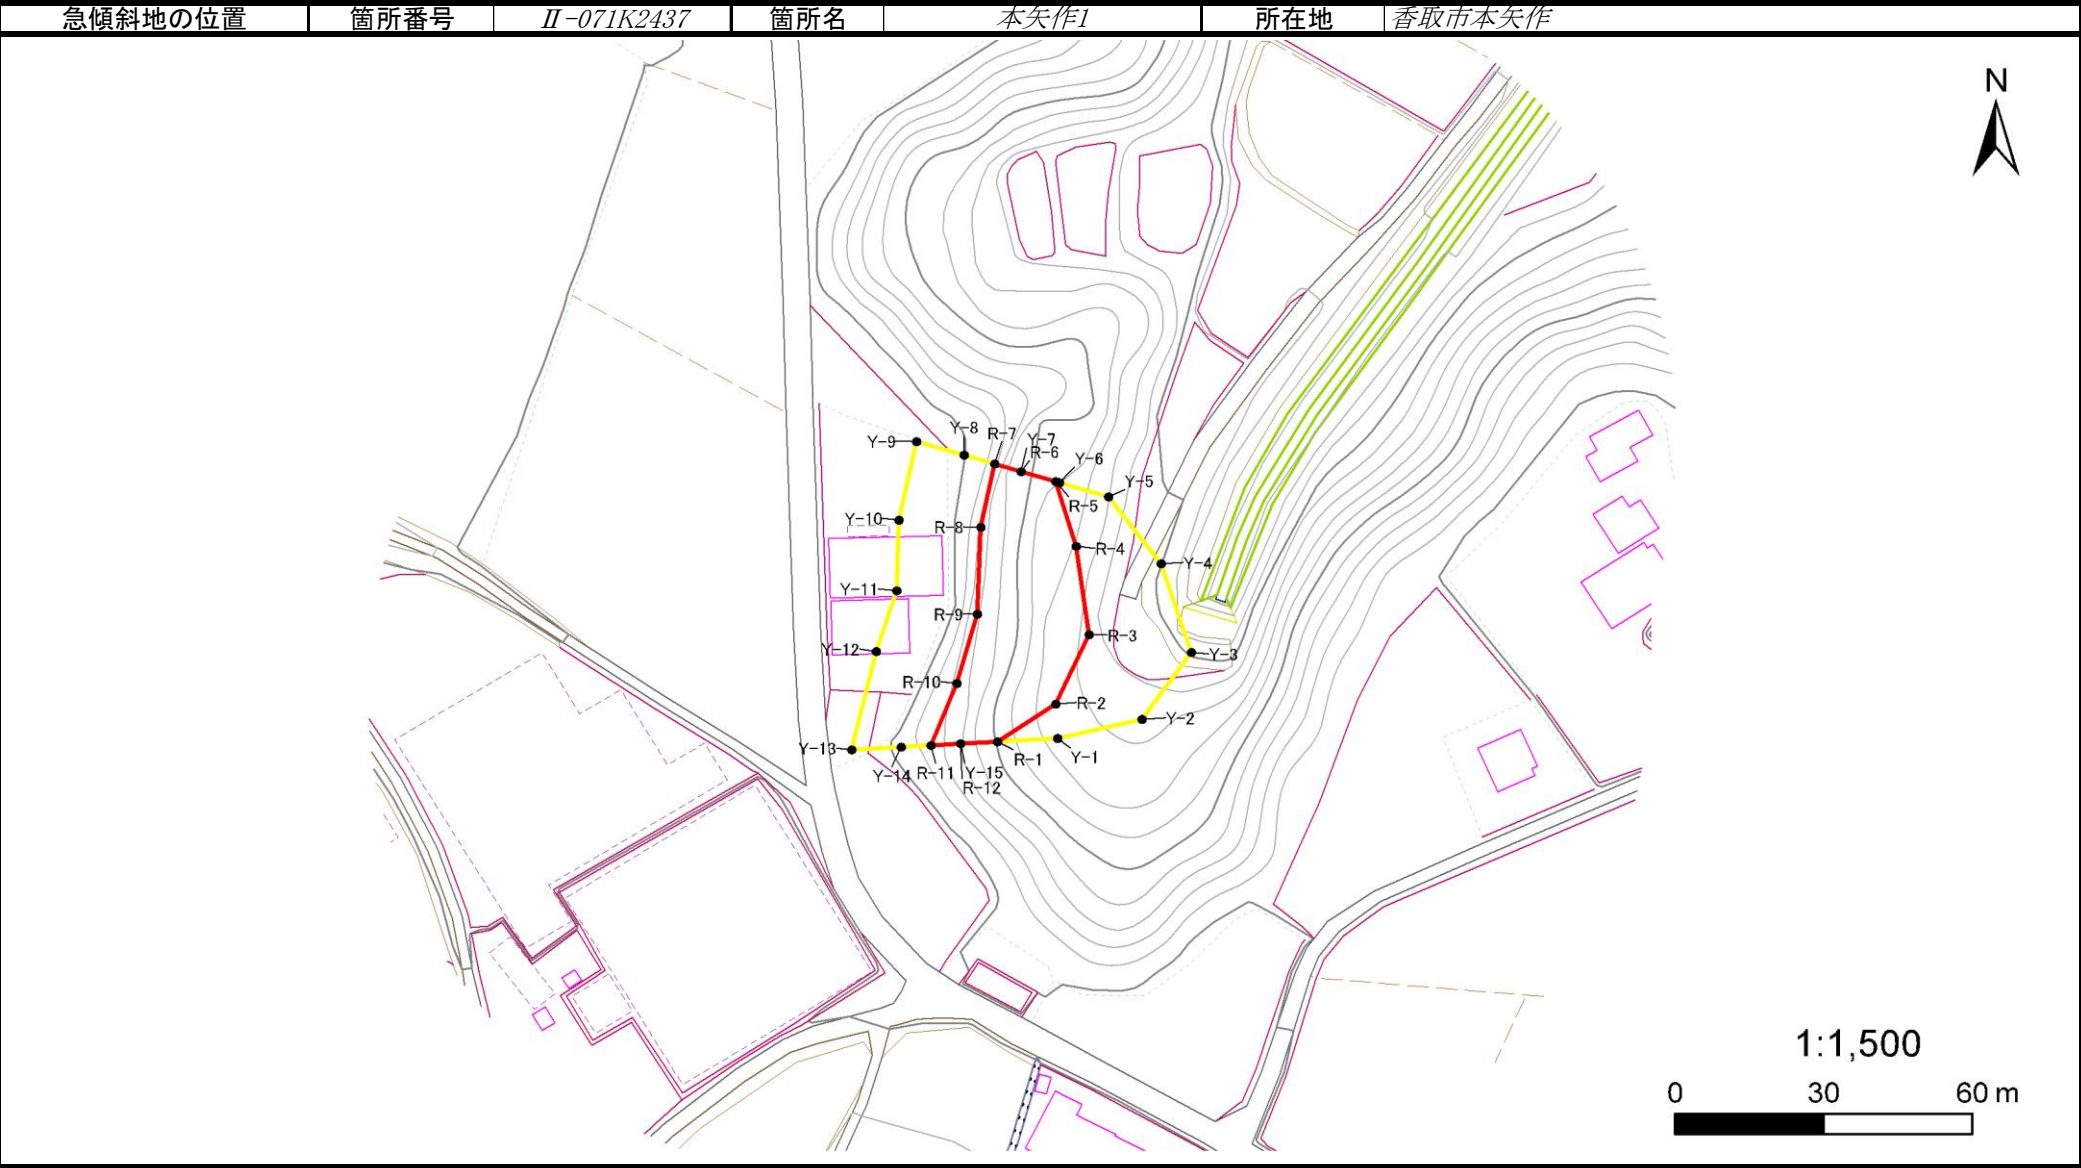 急傾斜地の位置 箇所番号 Ⅱ-071K2437 箇所名 本矢作1 所在地 香取市本矢作
N
Y-8
R-7
Y-7
Y-9
R-6
Y-6
Y-5
R-5
Y-10
R-8
R-4
Y-4
Y-11
R-9
R-3
Y-12
Y-3
R-10
R-2
Y-2
Y-13
R-1
Y-1
Y-14
R-11
Y-15
R-12
1:1,500
0 30 60 m